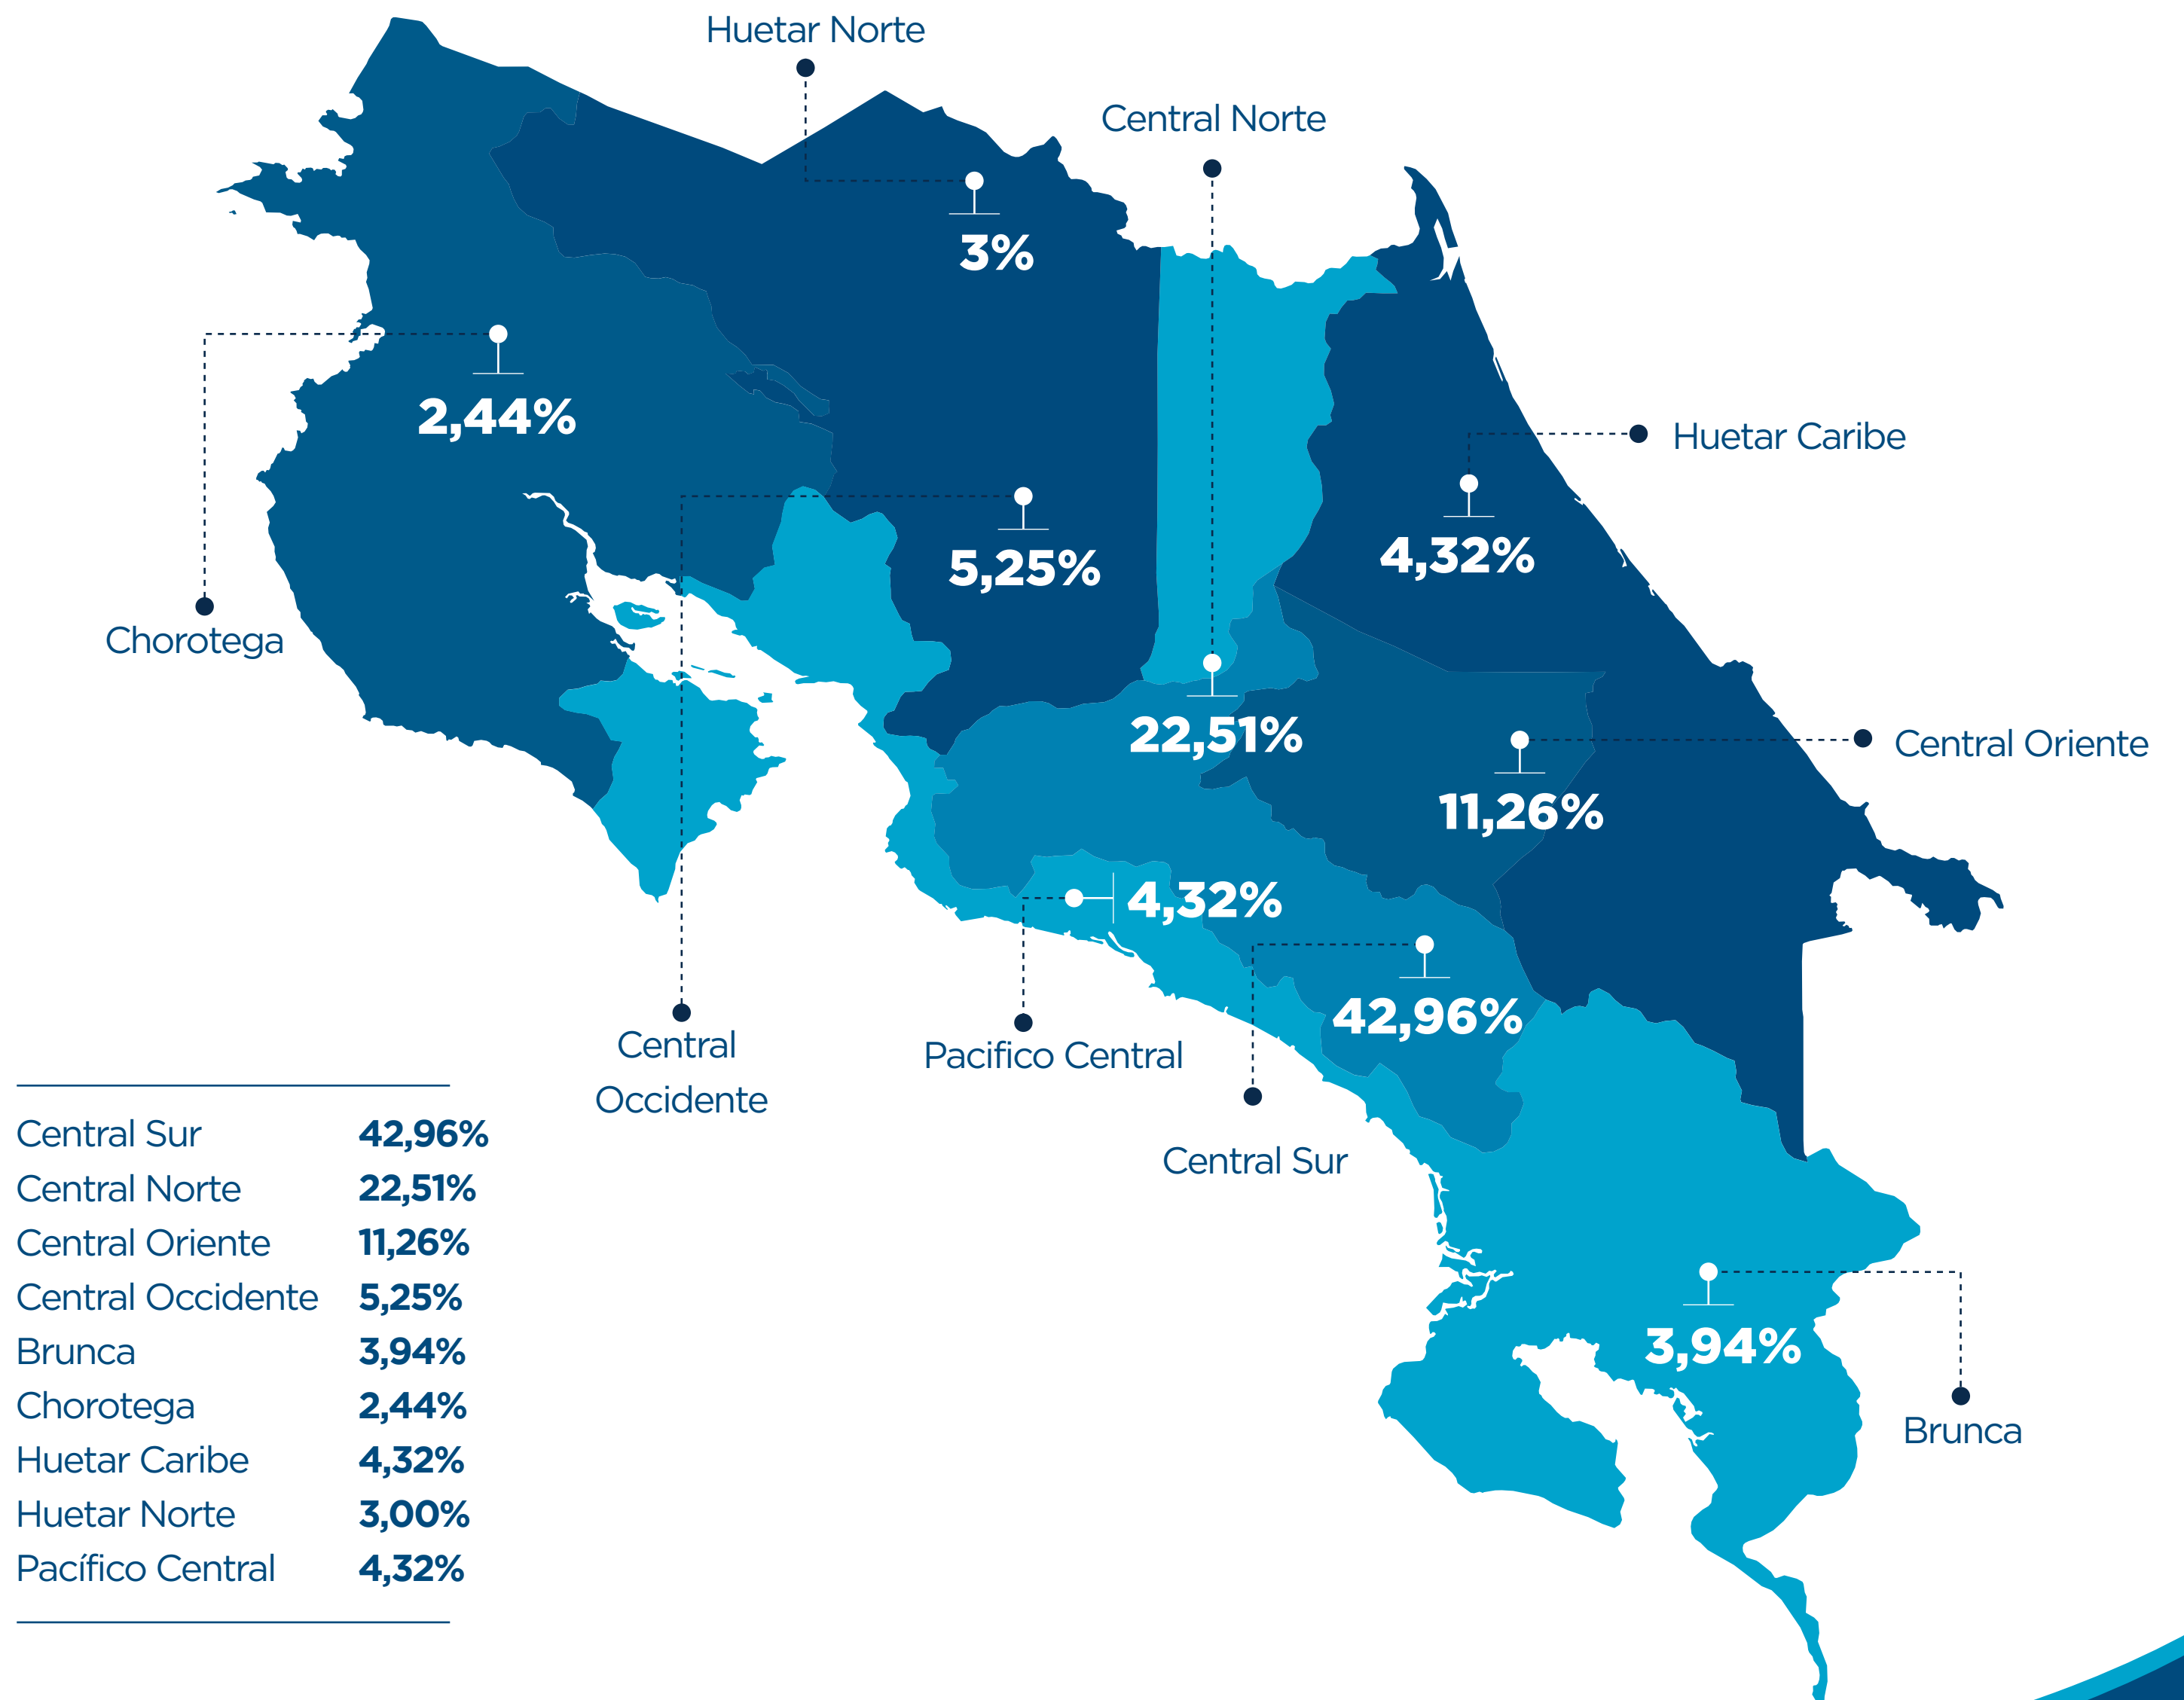 Huetar Norte
Central Norte
3%
2,44%
Huetar Caribe
4,32%
5,25%
Chorotega
22,51%
Central Oriente
11,26%
4,32%
42,96%
Central
Occidente
Pacifico Central
Central Sur
3,94%
Brunca
Central Sur 42,96%
Central Norte 22,51%
Central Oriente 11,26%
Central Occidente 5,25%
Brunca 3,94%
Chorotega 2,44%
Huetar Caribe 4,32%
Huetar Norte 3,00%
Pacífico Central 4,32%